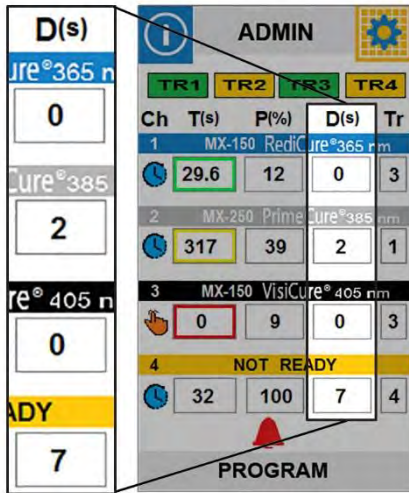 D(s)
ure®365 n
0
Cure®385
2
re® 405 n
0
ADY
7
i
ADMIN
TR1 TR2 TR3 TR4
Ch T(s) P(%) D(s) Tr
1 MX-150 RediCure®365 nm
29.6 12 0 3
2 MX-250 PrimeCure®385 nm
317 39 2 1
3 MX-150 VisiCure® 405 nm
0 9 0 3
4 NOT READY
32 100 7 4
PROGRAM